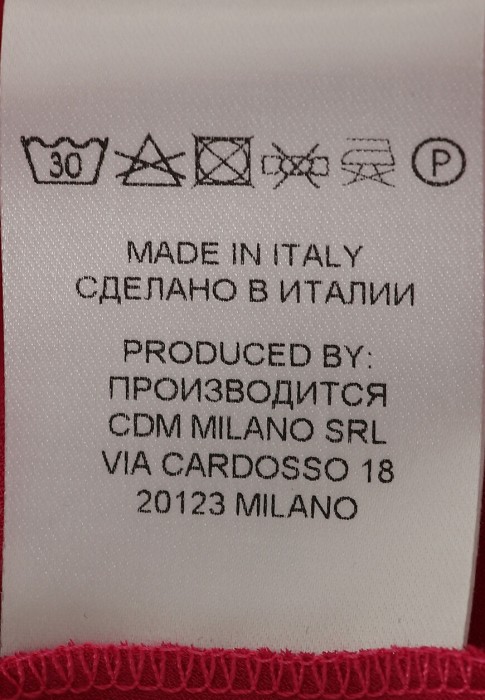 30 P
MADE IN ITALY
СДЕЛАНО В ИТАЛИИ
PRODUCED BY:
ПРОИЗВОДИТСЯ
CDM MILANO SRL
VIA CARDOSSO 18
20123 MILANO